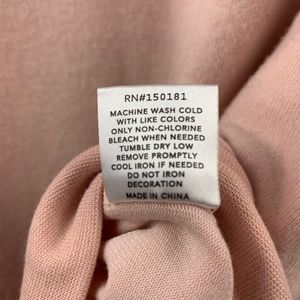 RN#150181
MACHINE WASH COLD
WITH LIKE COLORS
ONLY NON-CHLORINE
BLEACH WHEN NEEDED
TUMBLE DRY LOW
REMOVE PROMPTLY
COOL IRON IF NEEDED
DO NOT IRON
DECORATION
MADE IN CHINA